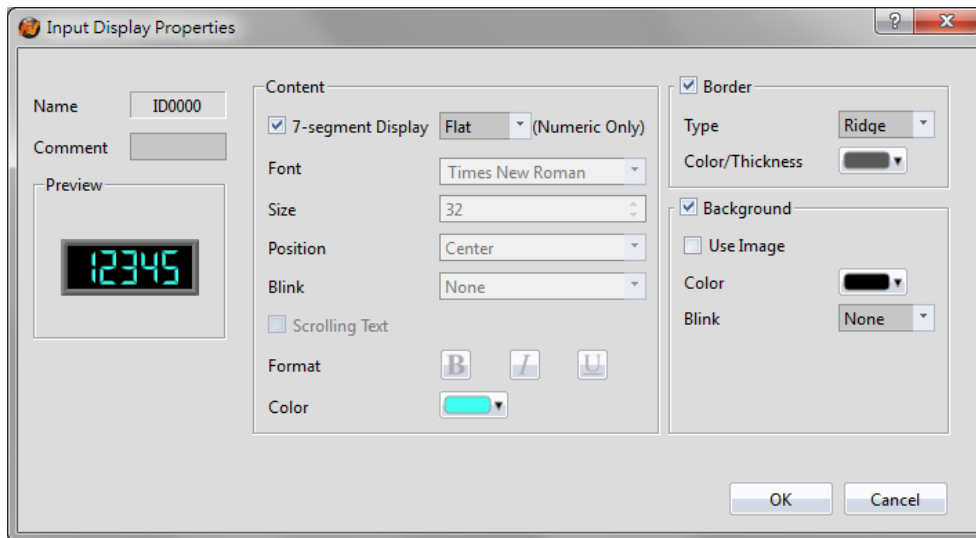 Input Display Properties
? X
Name ID0000
Comment
Preview
12345
Content
7-segment Display Flat (Numeric Only)
Font Times New Roman
Size 32
Position Center
Blink None
Scrolling Text
Format B I U
Color
Border
Type Ridge
Color/Thickness
Background
Use Image
Color
Blink None
OK Cancel